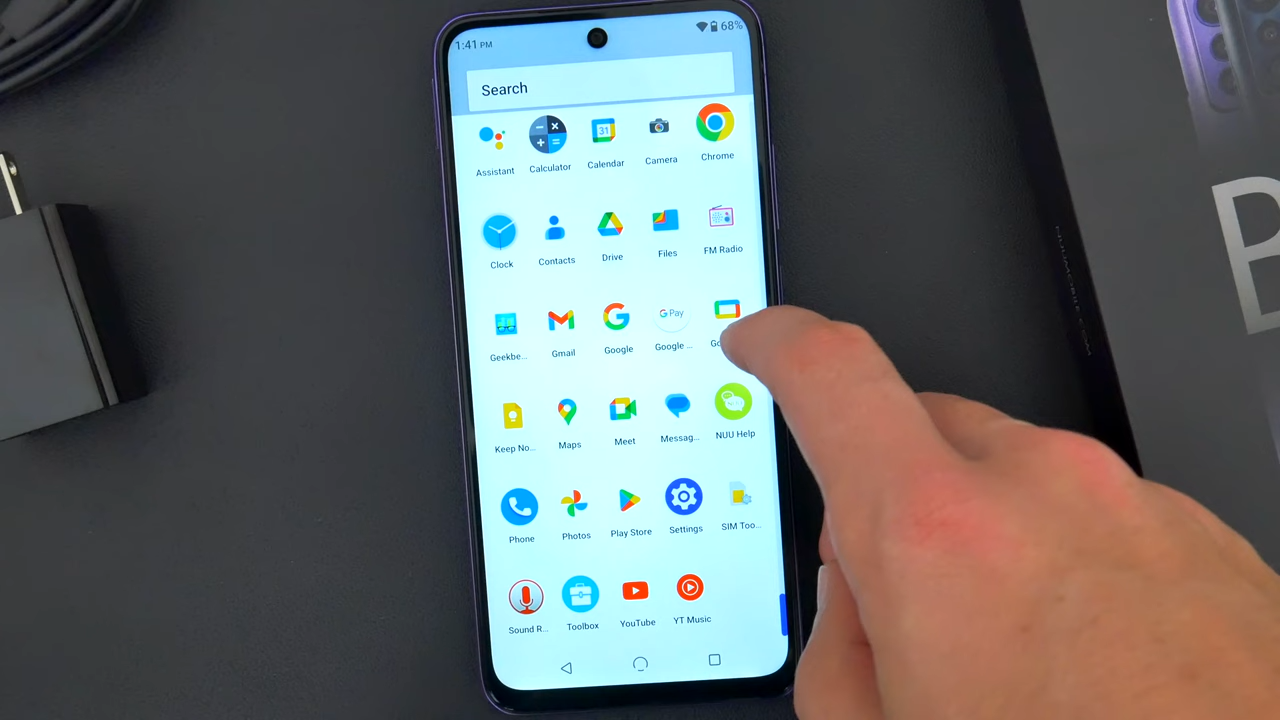 1:41 PM 68%
Search
31
Assistant Calculator Calendar Camera Chrome
Clock Contacts Drive Files FM Radio
G Pay
Geekbe... Gmail Google Google ...
Keep No... Maps Meet Messag... NUU Help
Phone Photos Play Store Settings SIM Too...
Sound R... Toolbox YouTube YT Music
NUUMOBILE.COM